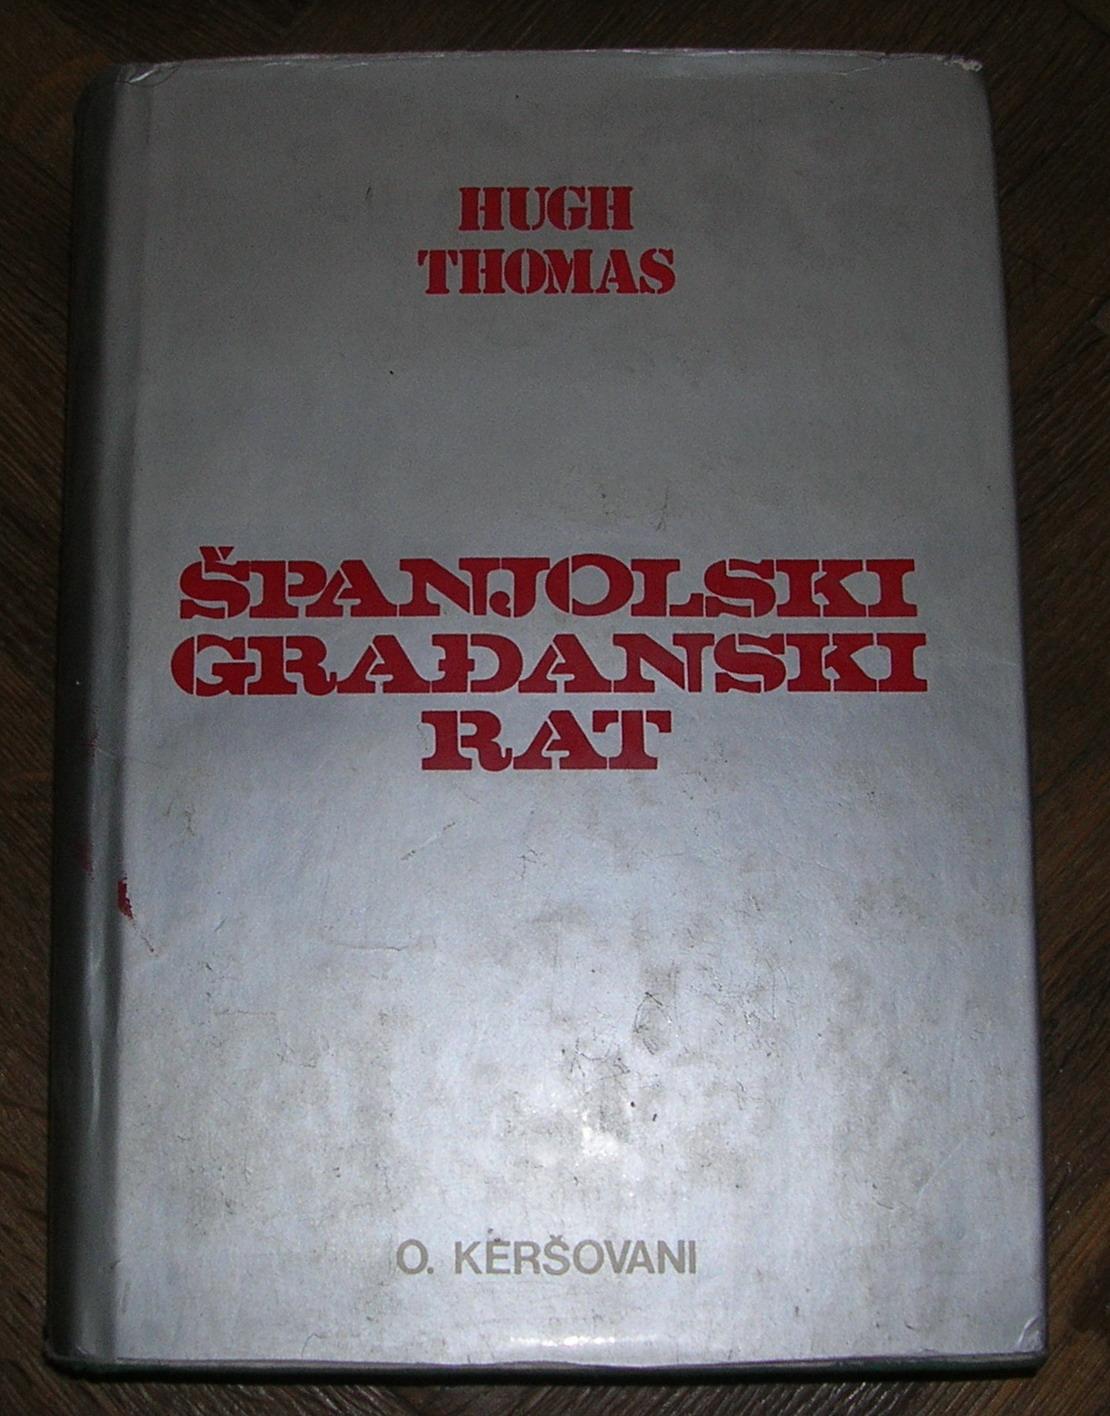 HUGH
THOMAS
ŠPANJOLSKI
GRAĐANSKI
RAT
O. KERŠOVANI